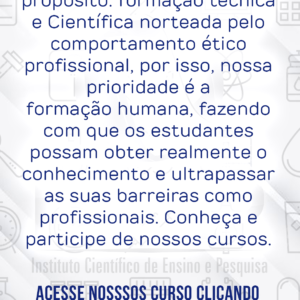 propósito: formação técnica
e Científica norteada pelo
comportamento ético
profissional, por isso, nossa
prioridade é a
formação humana, fazendo
com que os estudantes
possam obter realmente o
conhecimento e ultrapassar
as suas barreiras como
profissionais. Conheça e
participe de nossos cursos.
Instituto Científico de Ensino e Pesquisa
ACESSE NOSSSOS CURSO CLICANDO